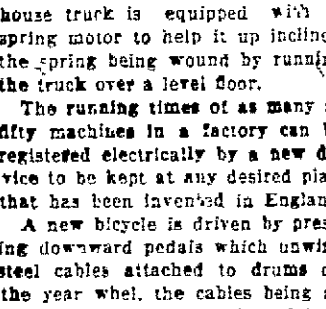 house truck is equipped with
spring motor to help it up inclin
the spring being wound by runni
the truck over a level floor.
The running times of as many
fifty machines in a factory can
registered electrically by a new d
vice to be kept at any desired pla
that has been invented in England
A new bicycle is driven by pres
ing downward pedals which unwi
steel cables attached to drums
the year whel, the cables being